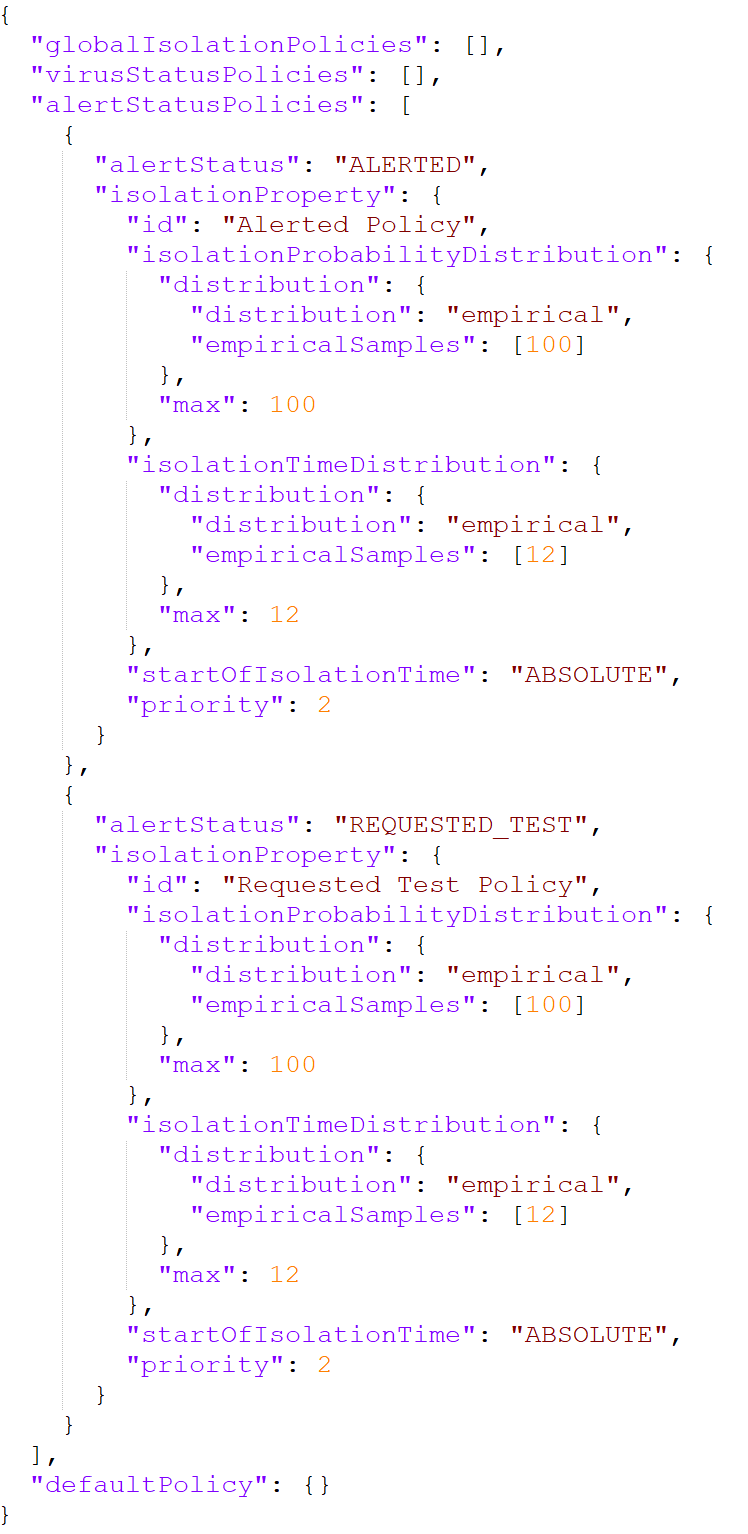 {
  "globalIsolationPolicies": [],
  "virusStatusPolicies": [],
  "alertStatusPolicies": [
    {
      "alertStatus": "ALERTED",
      "isolationProperty": {
        "id": "Alerted Policy",
        "isolationProbabilityDistribution": {
          "distribution": {
            "distribution": "empirical",
            "empiricalSamples": [100]
          },
          "max": 100
        },
        "isolationTimeDistribution": {
          "distribution": {
            "distribution": "empirical",
            "empiricalSamples": [12]
          },
          "max": 12
        },
        "startOfIsolationTime": "ABSOLUTE",
        "priority": 2
      }
    },
    {
      "alertStatus": "REQUESTED_TEST",
      "isolationProperty": {
        "id": "Requested Test Policy",
        "isolationProbabilityDistribution": {
          "distribution": {
            "distribution": "empirical",
            "empiricalSamples": [100]
          },
          "max": 100
        },
        "isolationTimeDistribution": {
          "distribution": {
            "distribution": "empirical",
            "empiricalSamples": [12]
          },
          "max": 12
        },
        "startOfIsolationTime": "ABSOLUTE",
        "priority": 2
      }
    }
  ],
  "defaultPolicy": {}
}